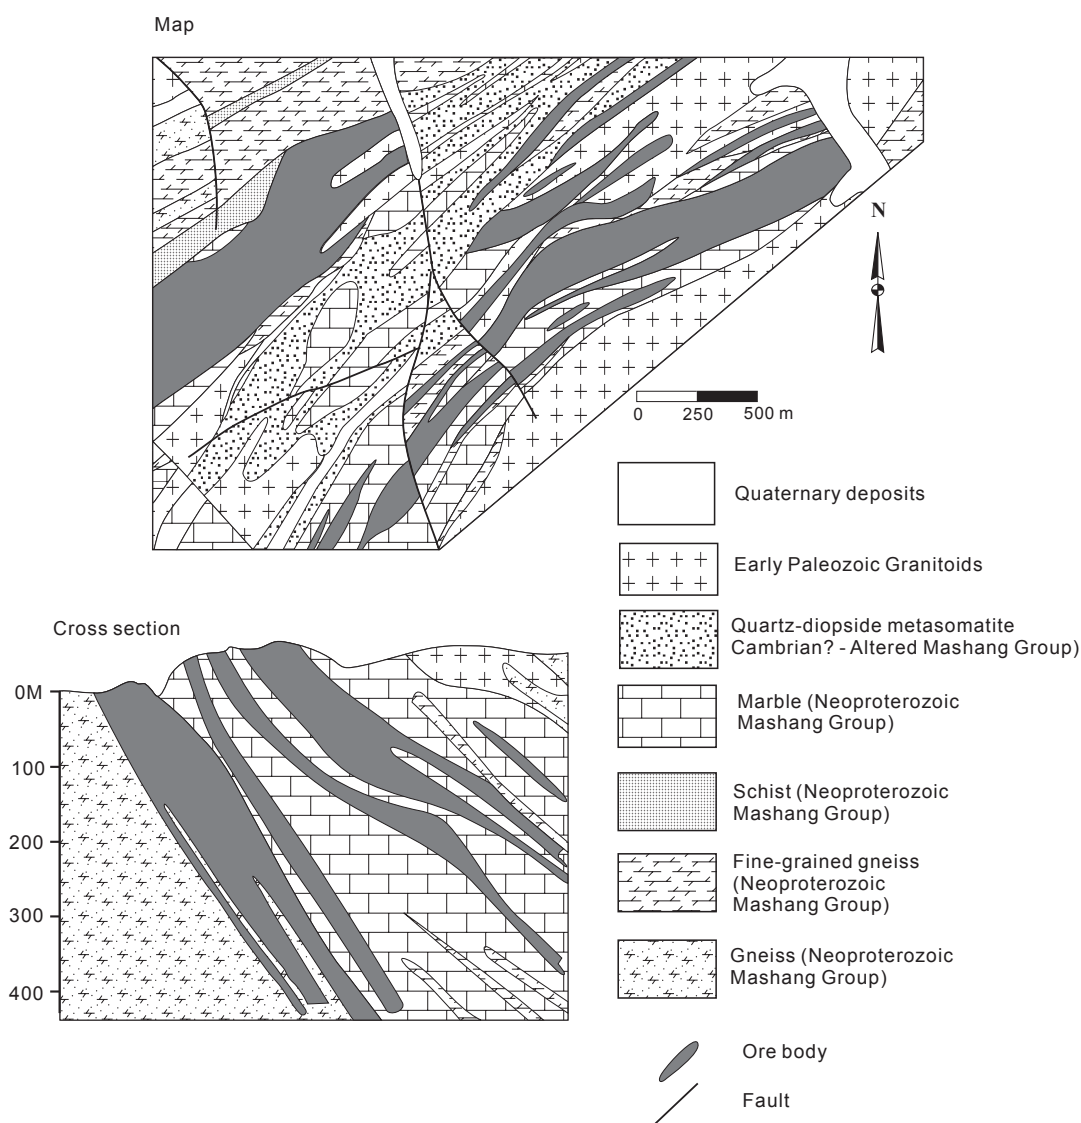 Map
N
0 250 500 m
Quaternary deposits
Early Paleozoic Granitoids
Quartz-diopside metasomatite
Cambrian? - Altered Mashang Group)
Marble (Neoproterozoic
Mashang Group)
Schist (Neoproterozoic
Mashang Group)
Fine-grained gneiss
(Neoproterozoic
Mashang Group)
Gneiss (Neoproterozoic
Mashang Group)
Ore body
Fault
Cross section
0M
100
200
300
400